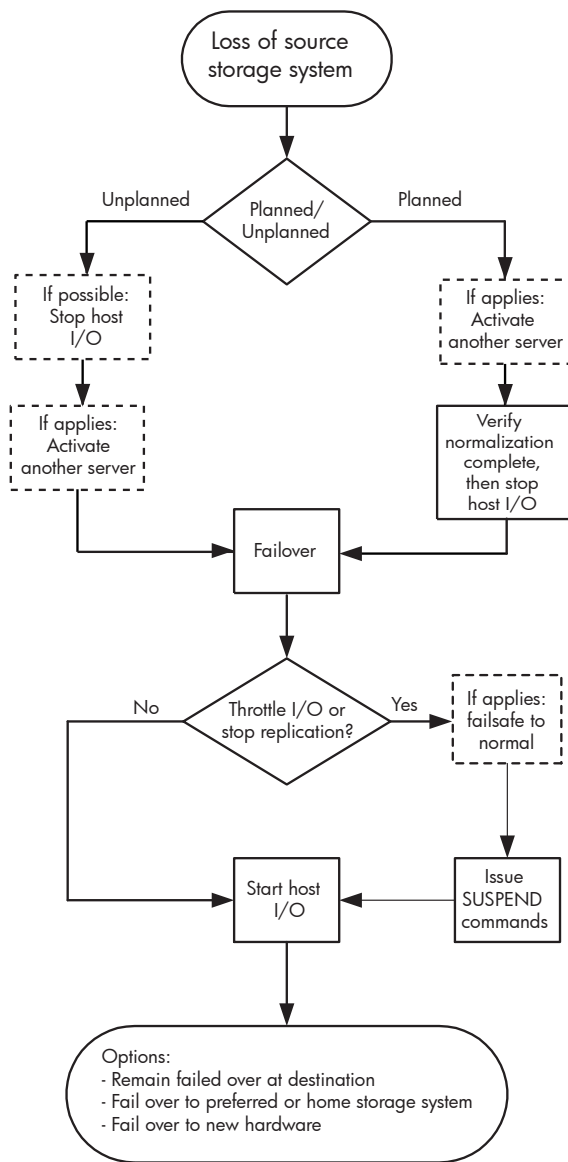 Loss of source
storage system
Planned/
Unplanned
Unplanned
Planned
If possible:
Stop host
I/O
If applies:
Activate
another server
If applies:
Activate
another server
Verify
normalization
complete,
then stop
host I/O
Failover
Throttle I/O or
stop replication?
No
Yes
If applies:
failsafe to
normal
Issue
SUSPEND
commands
Start host
I/O
Options:
- Remain failed over at destination
- Fail over to preferred or home storage system
- Fail over to new hardware